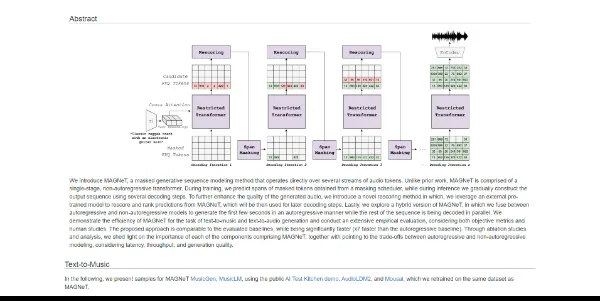 Abstract
Rescoring Rescoring Rescoring
EnCodec
Candidate
RVQ Tokens
Cross Attention
Restricted Transformer Restricted Transformer Restricted Transformer Restricted Transformer
T5
Text Embeddings
"Classic reggae track
with an electronic
guitar solo"
Masked
RVQ Tokens
Span Masking Span Masking Span Masking
Decoding Iteration 1 Decoding Iteration 2
We introduce MAGNeT, a masked generative sequence modeling method that operates directly over several streams of audio tokens. Unlike prior work, MAGNeT is comprised of a
single-stage, non-autoregressive transformer. During training, we predict spans of masked tokens obtained from a masking scheduler, while during inference we gradually construct the
output sequence using several decoding steps. To further enhance the quality of the generated audio, we introduce a novel rescoring method in which, we leverage an external pre-
trained model to rescore and rank predictions from MAGNeT, which will be then used for later decoding steps. Lastly, we explore a hybrid version of MAGNeT, in which we fuse between
autoregressive and non-autoregressive models to generate the first few seconds in an autoregressive manner while the rest of the sequence is being decoded in parallel. We
demonstrate the efficiency of MAGNeT for the task of text-to-music and text-to-audio generation and conduct an extensive empirical evaluation, considering both objective metrics and
human studies. The proposed approach is comparable to the evaluated baselines, while being significantly faster (x7 faster than the autoregressive baseline). Through ablation studies
and analysis, we shed light on the importance of each of the components comprising MAGNeT, together with pointing to the trade-offs between autoregressive and non-autoregressive
modeling, considering latency, throughput, and generation quality.
Text-to-Music
In the following, we present samples for MAGNeT MusicGen, MusicLM, using the public AI Test Kitchen demo, AudioLDM2, and Mousai, which we retrained on the same dataset as
MAGNeT.